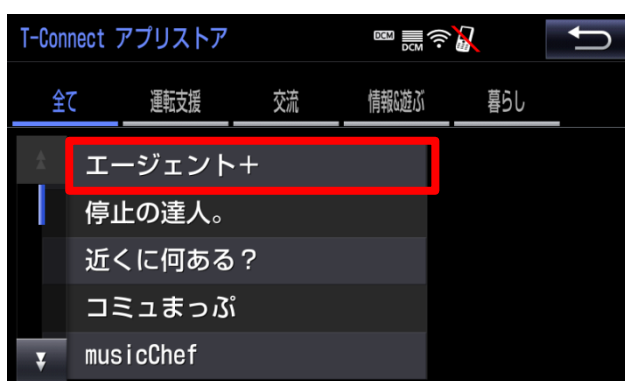 T-Connect アプリストア DCM DCM
全て 運転支援 交流 情報&遊ぶ 暮らし
エージェント+
停止の達人。
近くに何ある?
コミュまっぷ
musicChef